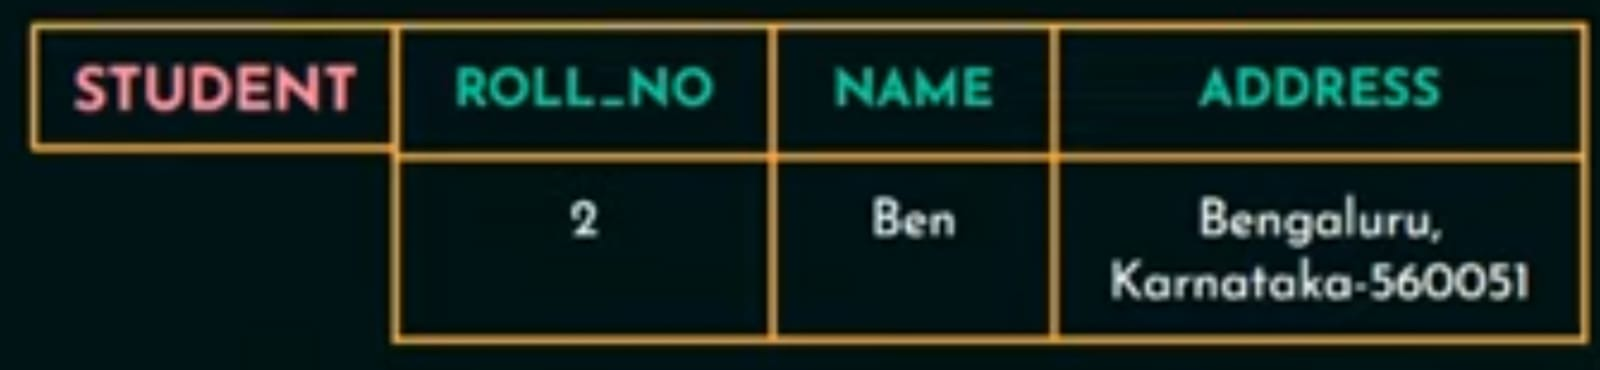 STUDENT ROLL_NO NAME ADDRESS
2 Ben Bengaluru,
Karnataka-560051